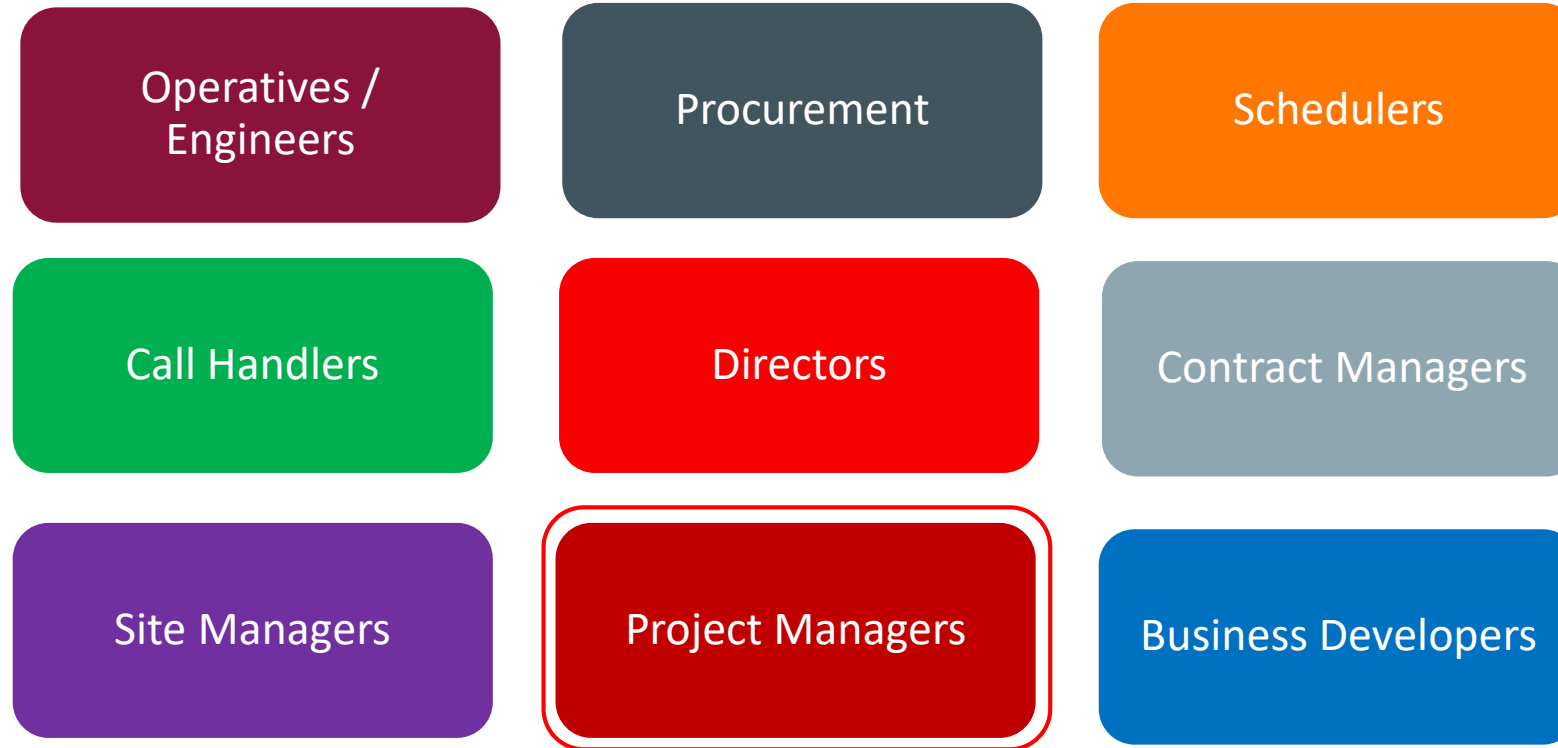 Operatives /
Engineers
Procurement
Schedulers
Call Handlers
Directors
Contract Managers
Site Managers
Project Managers
Business Developers